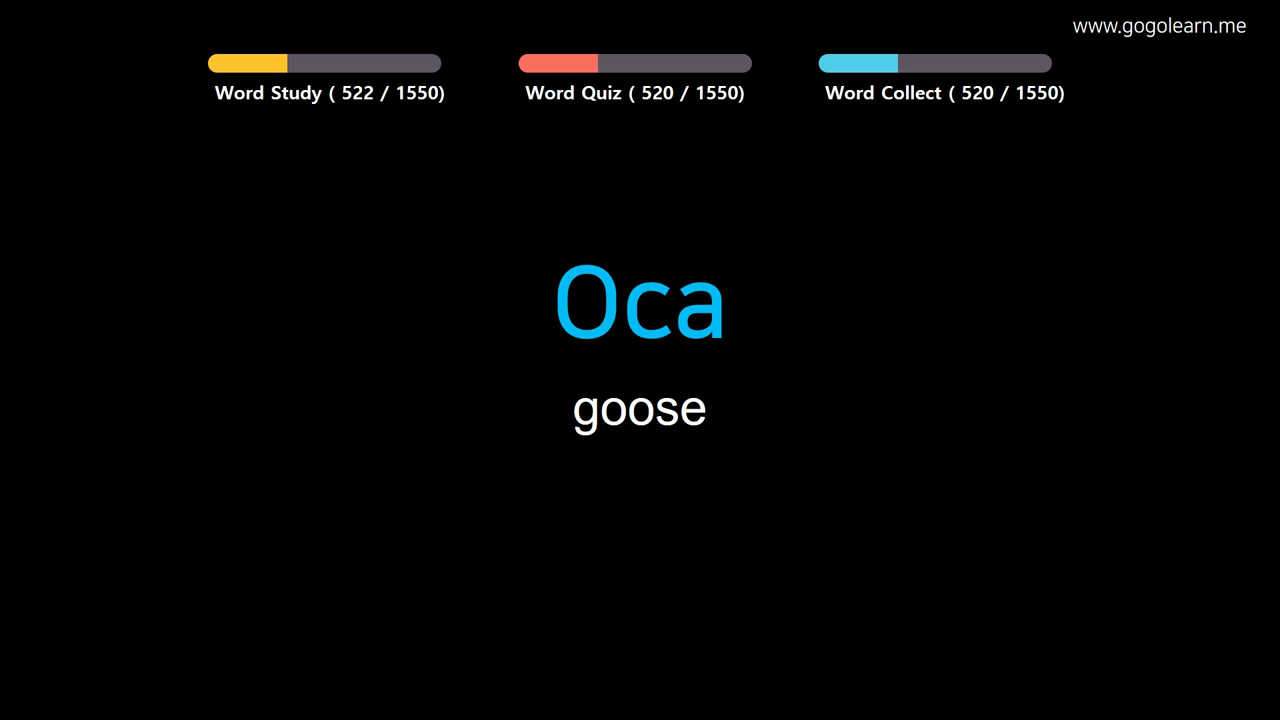 www.gogolearn.me
Word Study ( 522 / 1550)
Word Quiz ( 520 / 1550)
Word Collect ( 520 / 1550)
Oca
goose